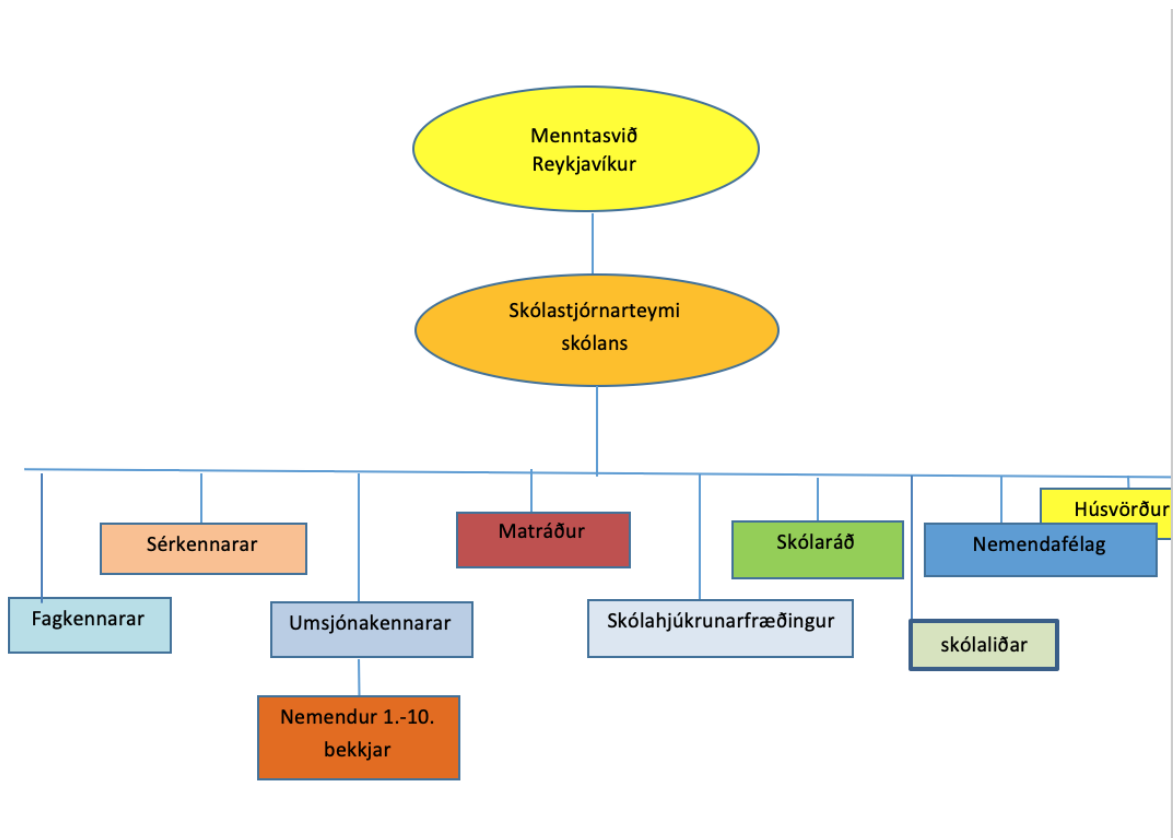 Menntasvið
Reykjavíkur
Skólastjórnarteymi
skólans
Húsvörður
Sérkennarar
Matráður
Skólaráð
Nemendafélag
Fagkennarar
Umsjónakennarar
Skólahjúkrunarfræðingur
skólaliðar
Nemendur 1.-10.
bekkjar